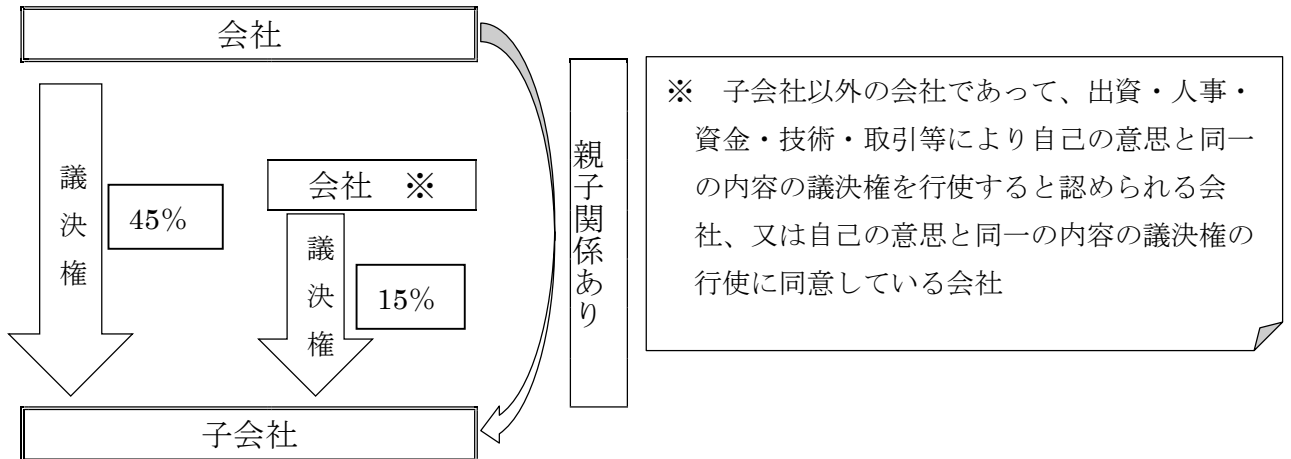 会社
議決権
45%
会社　※
議決権
15%
子会社
親子関係あり
※　子会社以外の会社であって、出資・人事・
資金・技術・取引等により自己の意思と同一
の内容の議決権を行使すると認められる会
社、又は自己の意思と同一の内容の議決権の
行使に同意している会社